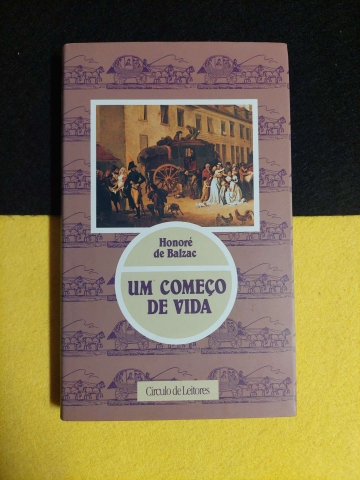 Honoré
de Balzac
UM COMEÇO
DE VIDA
Círculo de Leitores